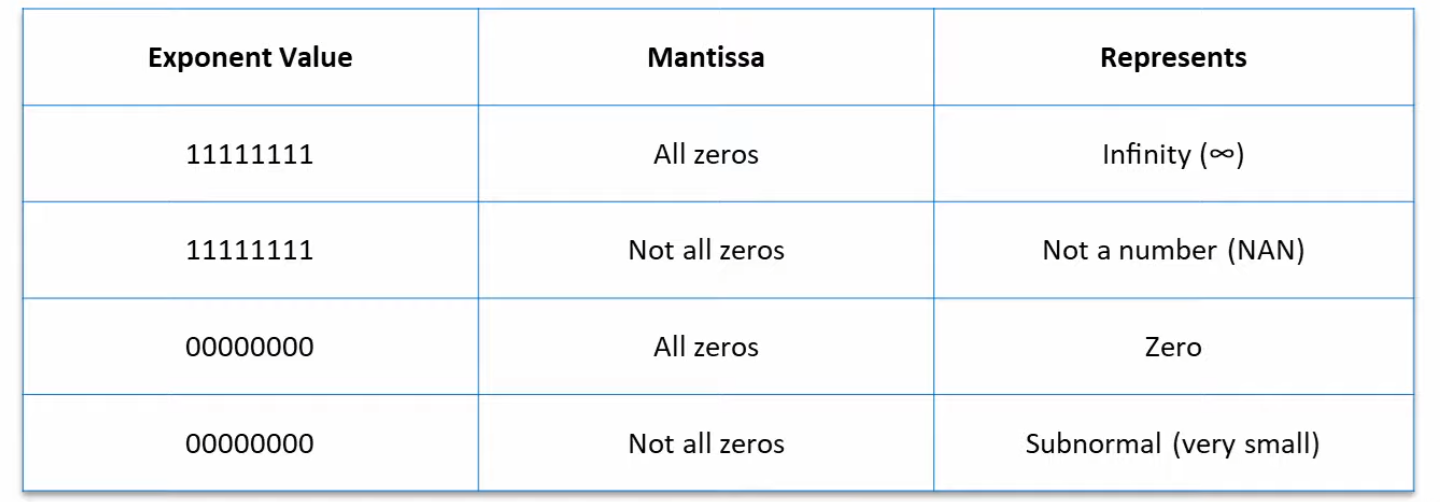 Exponent Value Mantissa Represents
11111111 All zeros Infinity (∞)
11111111 Not all zeros Not a number (NAN)
00000000 All zeros Zero
00000000 Not all zeros Subnormal (very small)